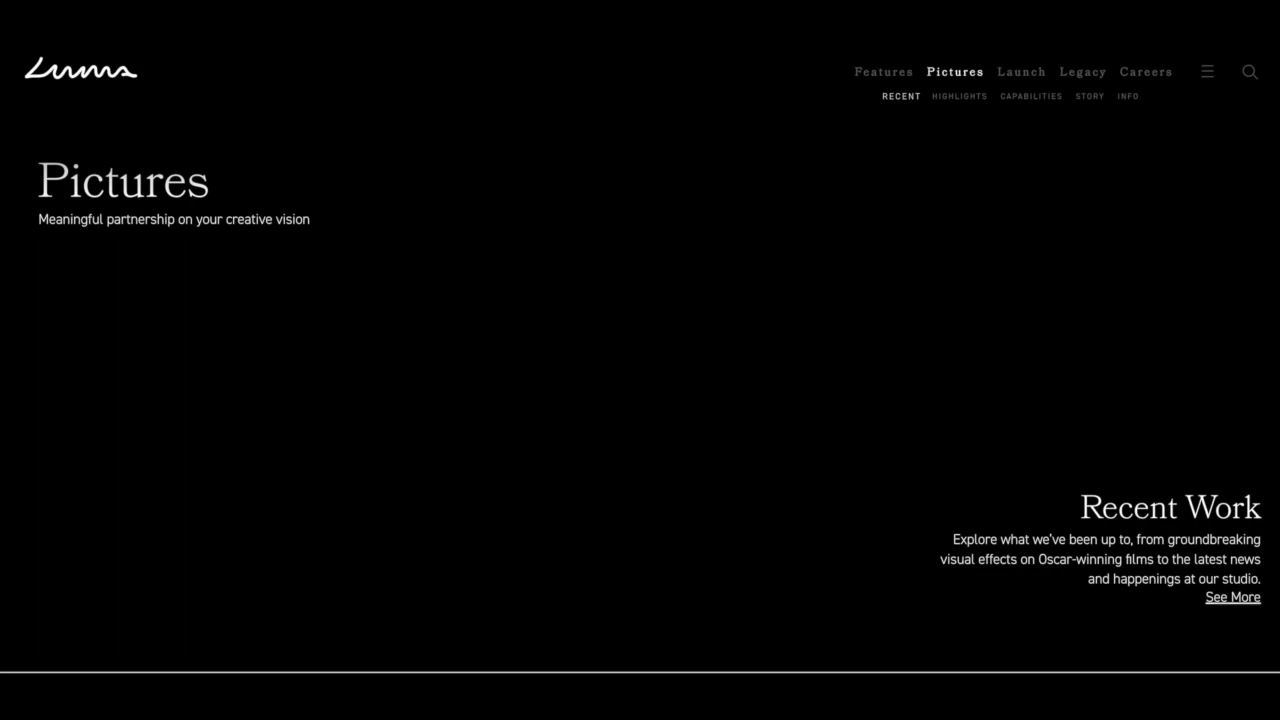 Luma
Features Pictures Launch Legacy Careers
RECENT HIGHLIGHTS CAPABILITIES STORY INFO
Pictures
Meaningful partnership on your creative vision
Recent Work
Explore what we've been up to, from groundbreaking
visual effects on Oscar-winning films to the latest news
and happenings at our studio.
See More